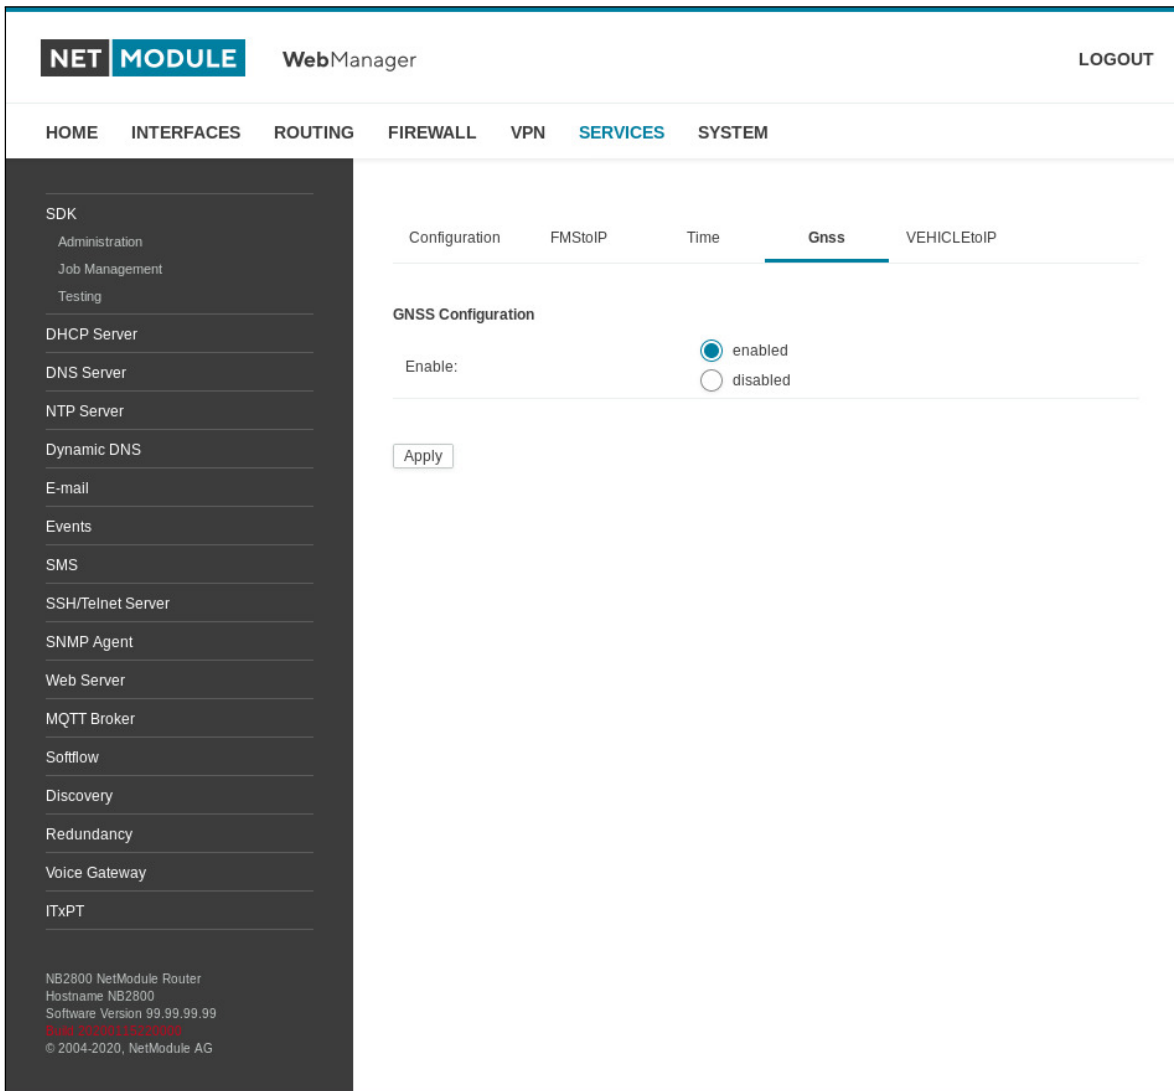 NET MODULE WebManager LOGOUT
HOME INTERFACES ROUTING FIREWALL VPN SERVICES SYSTEM
SDK
Administration
Job Management
Testing
DHCP Server
DNS Server
NTP Server
Dynamic DNS
E-mail
Events
SMS
SSH/Telnet Server
SNMP Agent
Web Server
MQTT Broker
Softflow
Discovery
Redundancy
Voice Gateway
ITxPT
NB2800 NetModule Router
Hostname NB2800
Software Version 99.99.99.99
Build
© 2004-2020, NetModule AG
Configuration FMStoIP Time Gnss VEHICLEtoIP
GNSS Configuration
Enable:
enabled
disabled
Apply